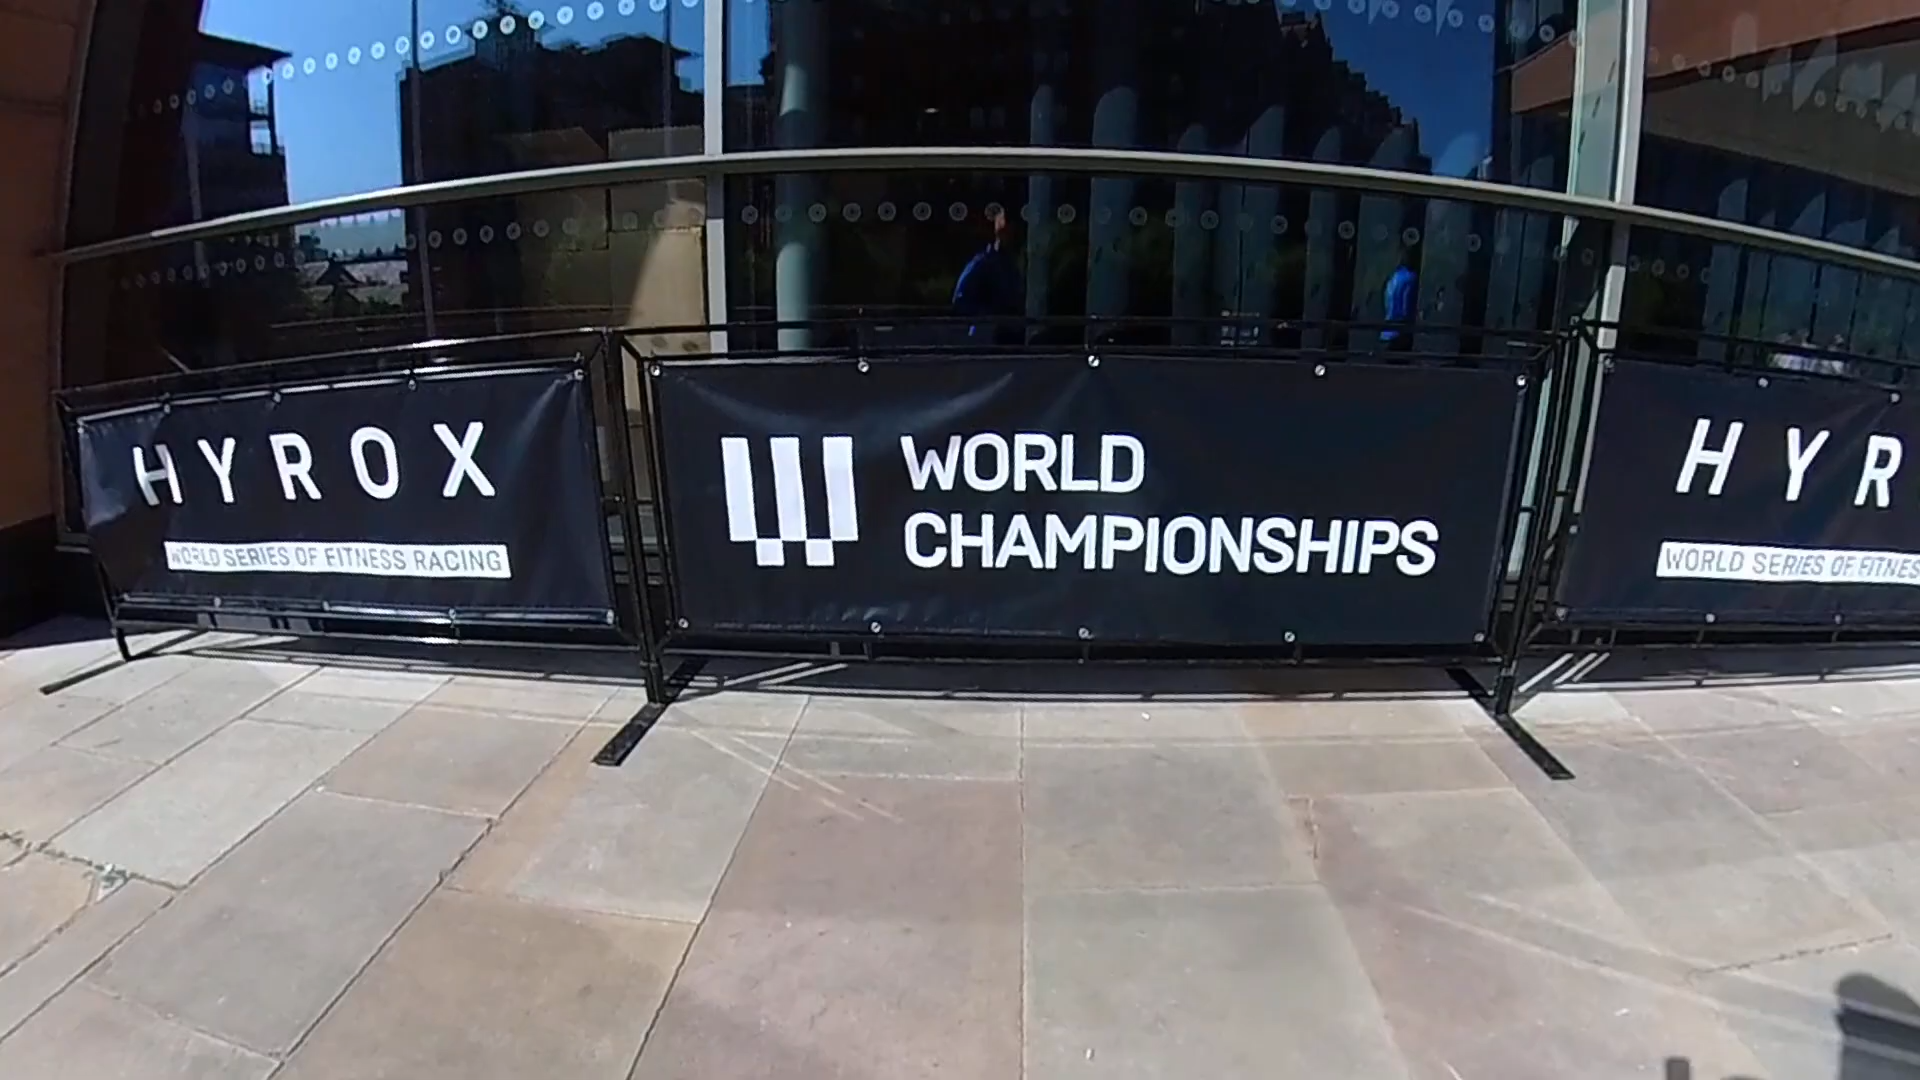 HYROX
WORLD SERIES OF FITNESS RACING
WORLD
CHAMPIONSHIPS
HYR
WORLD SERIES OF FITNES